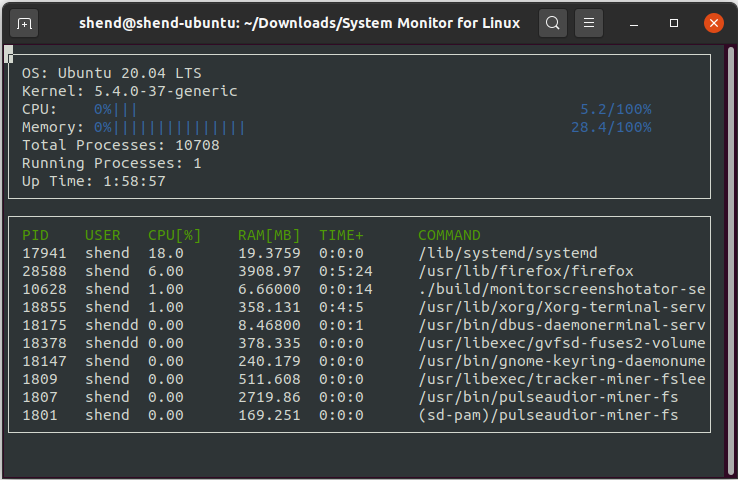 shend@shend-ubuntu: ~/Downloads/System Monitor for Linux
OS: Ubuntu 20.04 LTS
Kernel: 5.4.0-37-generic
CPU: 0%||| 5.2/100%
Memory: 0%||||||||||||||| 28.4/100%
Total Processes: 10708
Running Processes: 1
Up Time: 1:58:57
PID USER CPU[%] RAM[MB] TIME+ COMMAND
17941 shend 18.0 19.3759 0:0:0 /lib/systemd/systemd
28588 shend 6.00 3908.97 0:5:24 /usr/lib/firefox/firefox
10628 shend 1.00 6.66000 0:0:14 ./build/monitorscreenshotator-se
18855 shend 1.00 358.131 0:4:5 /usr/lib/xorg/Xorg-terminal-serv
18175 shendd 0.00 8.46800 0:0:1 /usr/bin/dbus-daemonerminal-serv
18378 shendd 0.00 378.335 0:0:0 /usr/libexec/gvfsd-fuses2-volume
18147 shend 0.00 240.179 0:0:0 /usr/bin/gnome-keyring-daemonume
1809 shend 0.00 511.608 0:0:0 /usr/libexec/tracker-miner-fslee
1807 shend 0.00 2719.86 0:0:0 /usr/bin/pulseaudior-miner-fs
1801 shend 0.00 169.251 0:0:0 (sd-pam)/pulseaudior-miner-fs